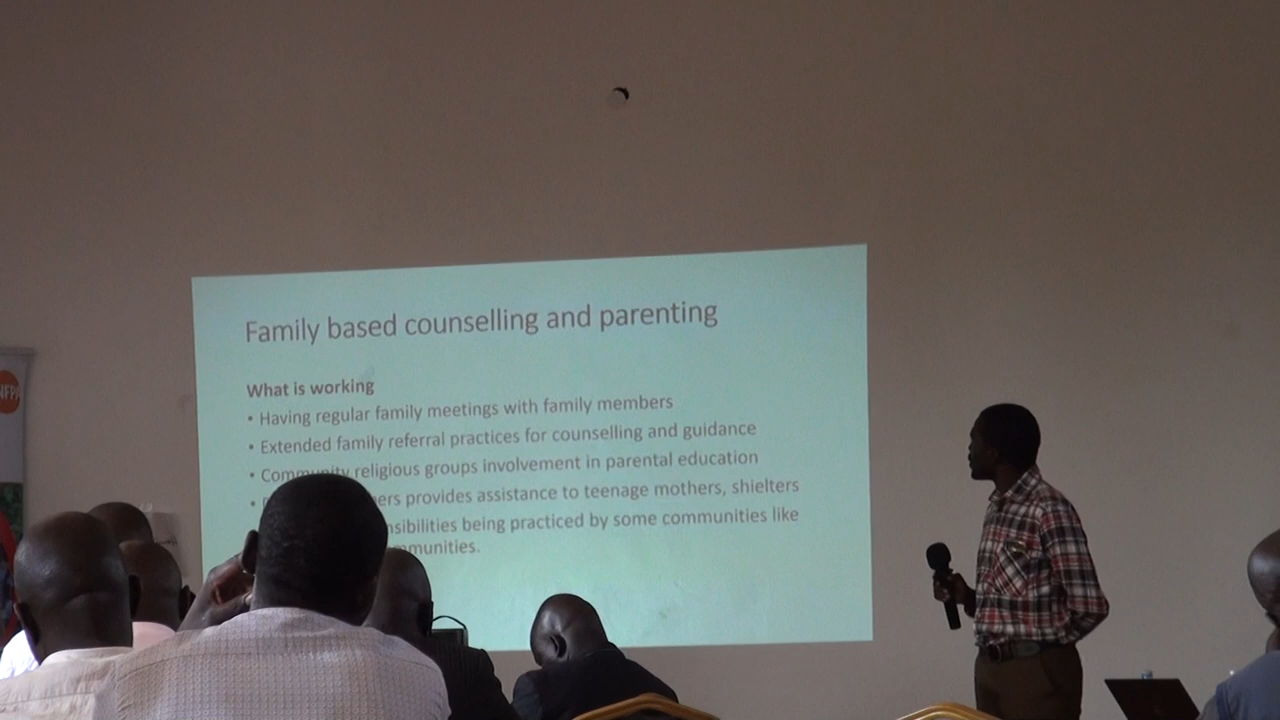 Family based counselling and parenting
What is working
• Having regular family meetings with family members
• Extended family referral practices for counselling and guidance
• Community religious groups involvement in parental education
• provides assistance to teenage mothers, shielters
being practiced by some communities like
NFPA